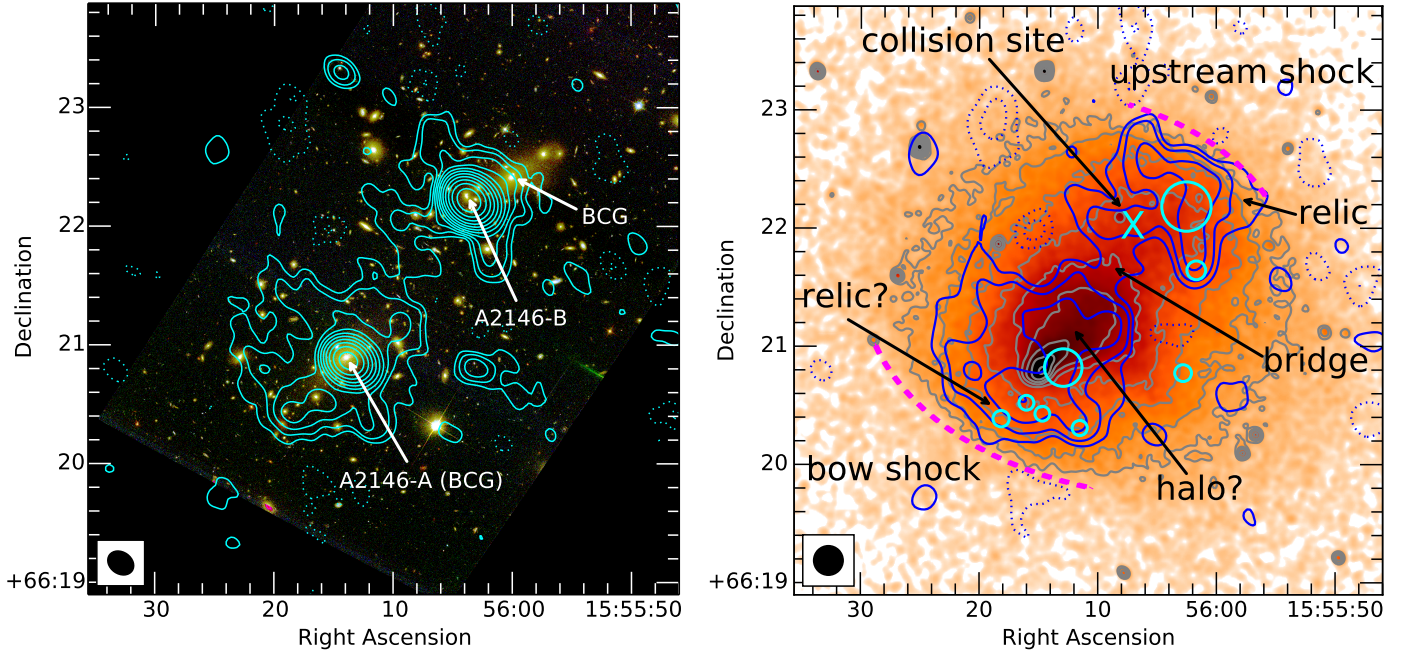 Declination
23
22
21
20
+66:19
30
20
10
56:00
15:55:50
Right Ascension
BCG
A2146-B
A2146-A (BCG)
Declination
23
22
21
20
+66:19
30
20
10
56:00
15:55:50
Right Ascension
collision site
upstream shock
X
relic
relic?
bridge
bow shock
halo?